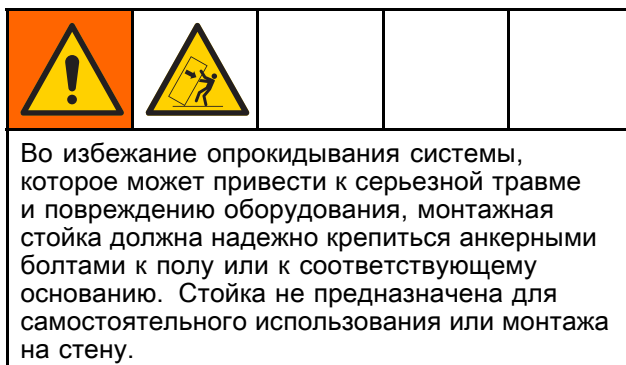 Во избежание опрокидывания системы,
которое может привести к серьезной травме
и повреждению оборудования, монтажная
стойка должна надежно крепиться анкерными
болтами к полу или к соответствующему
основанию. Стойка не предназначена для
самостоятельного использования или монтажа
на стену.